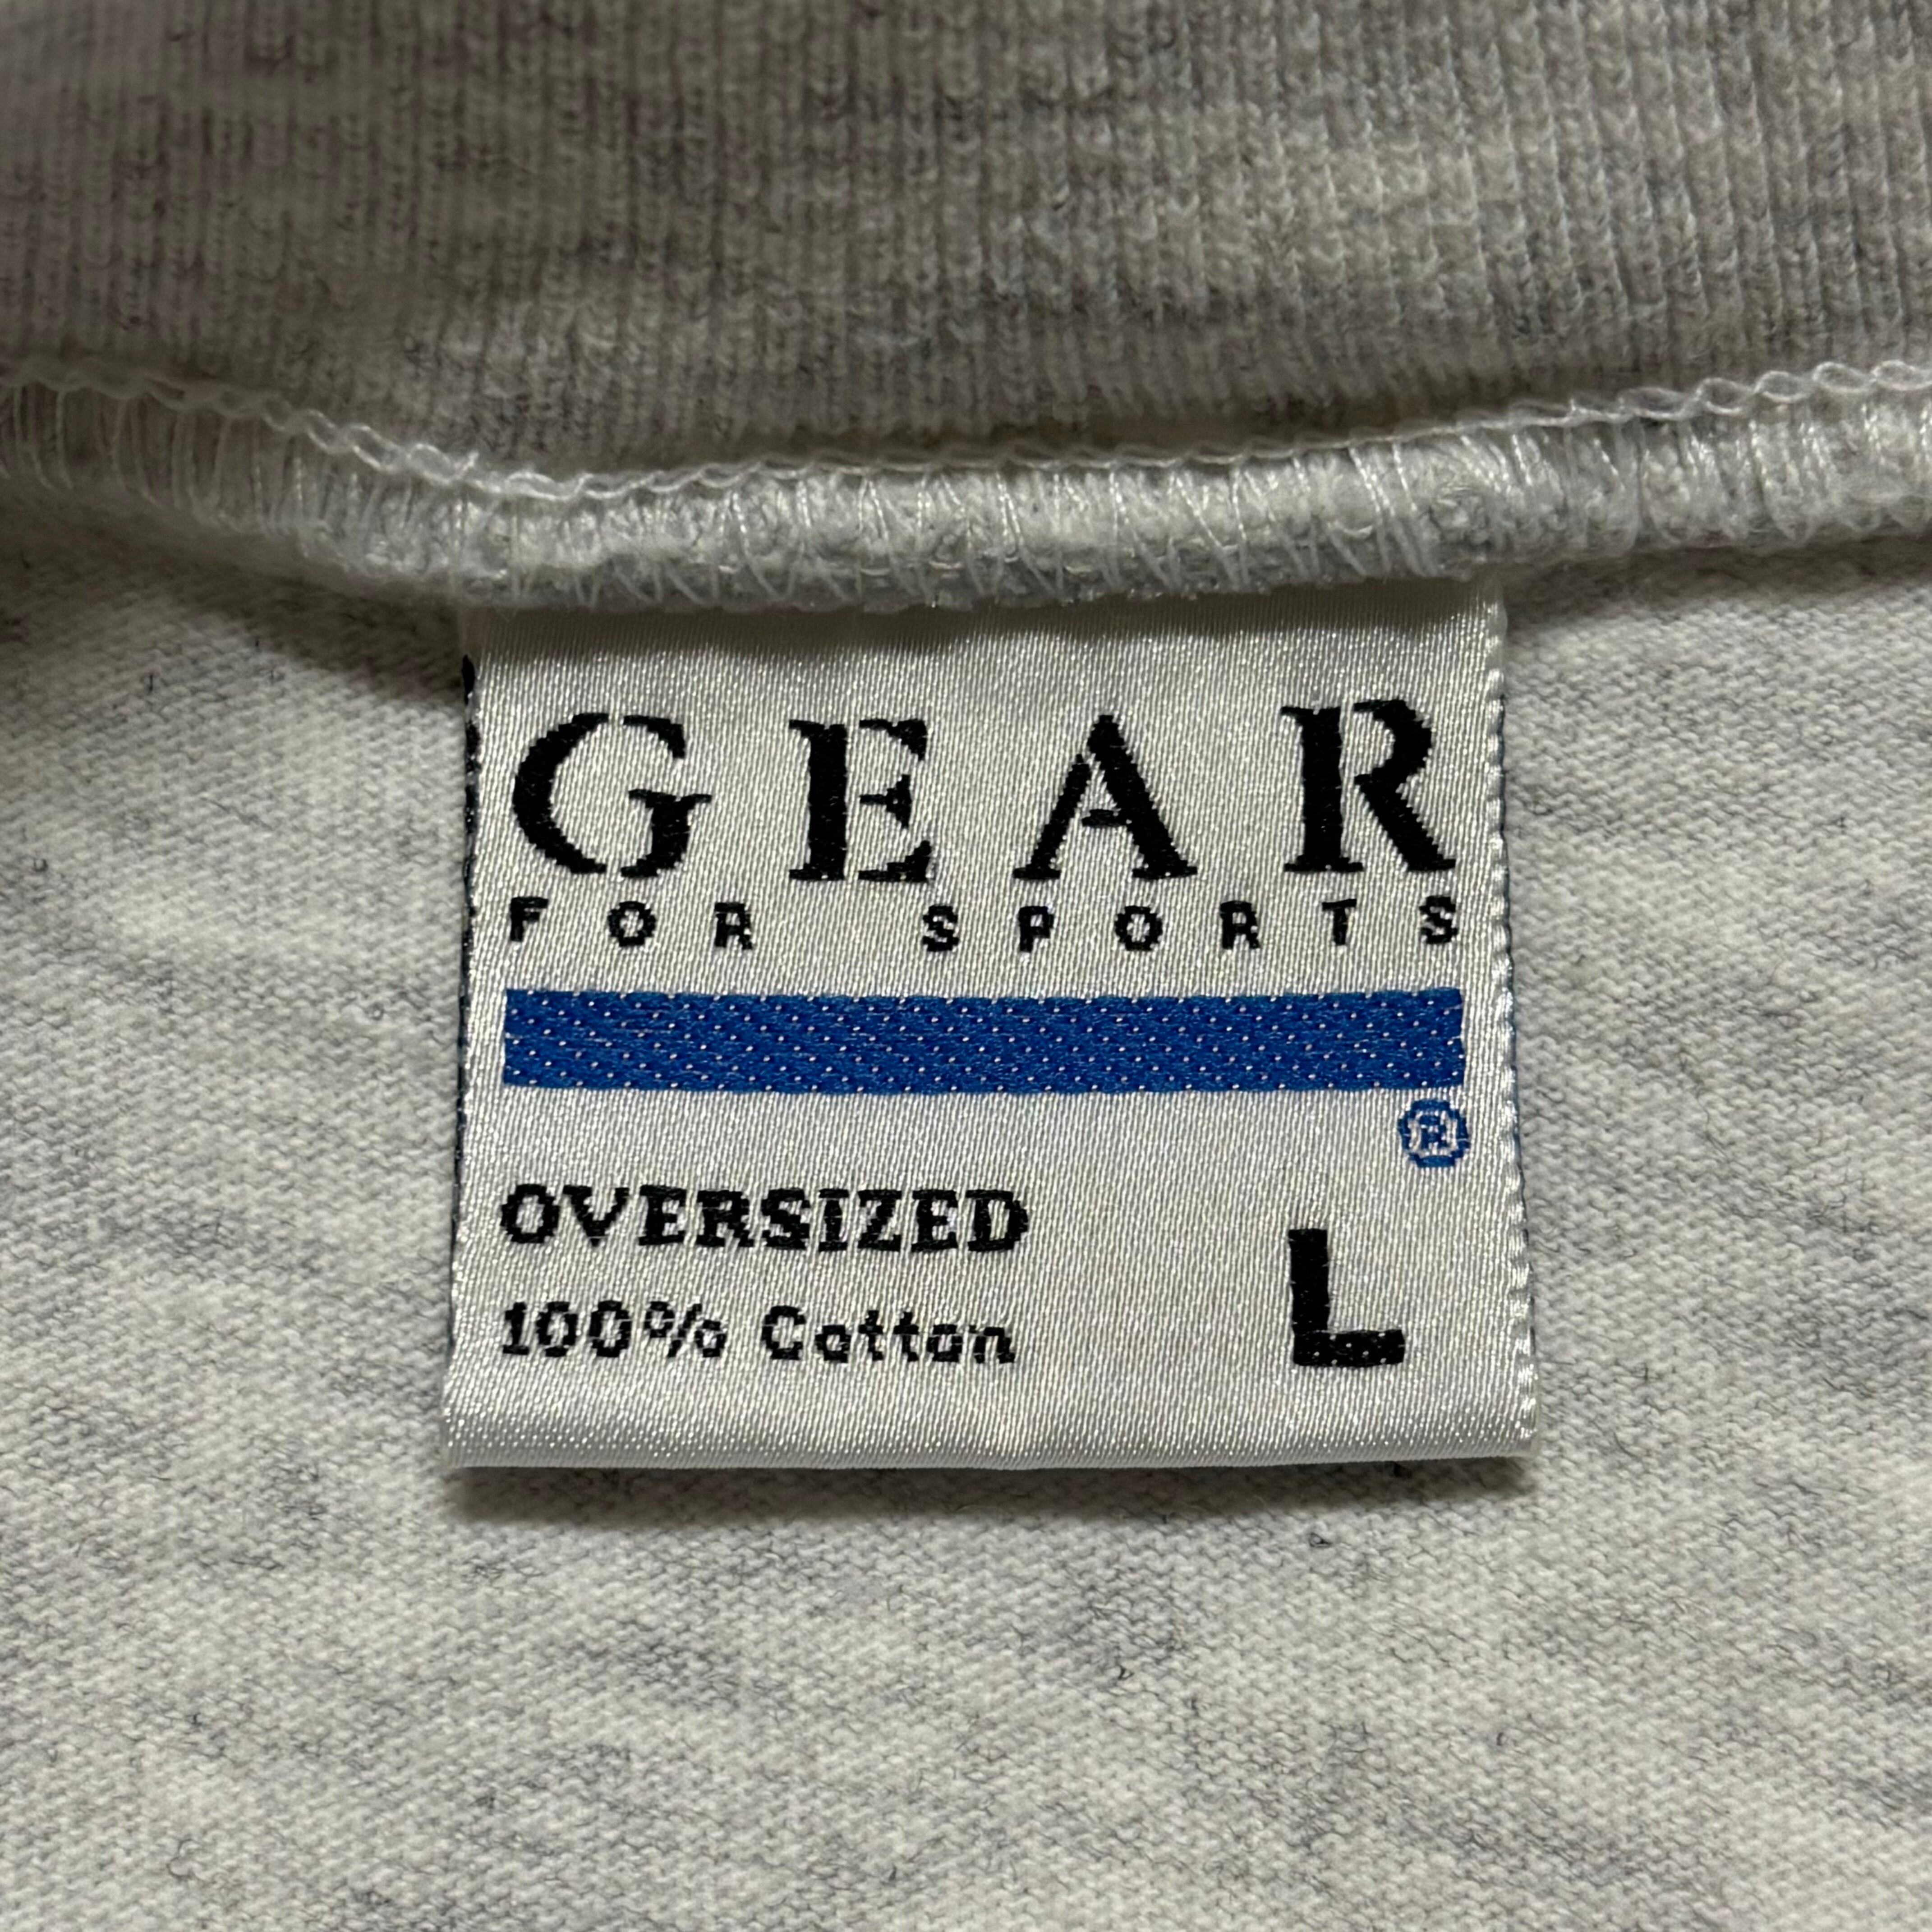 GEAR
FOR SPORTS
®
OVERSIZED
100% Cotton
L